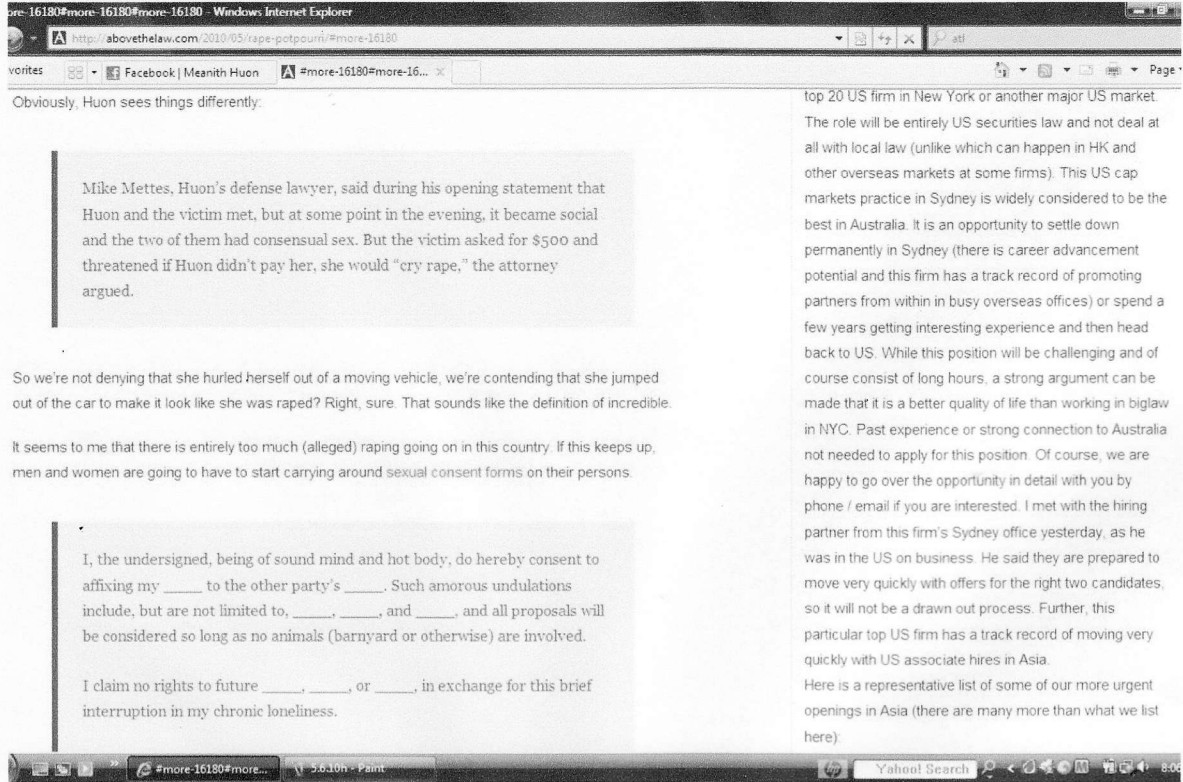 ore-16180#more-16180#more-16180 - Windows Internet Explorer
http://abovethelaw.com/2010/05/rape-potpourri/#more-16180
atl
vorites
Facebook | Meanith Huon
#more-16180#more-16...
Page
Obviously, Huon sees things differently:
Mike Mettes, Huon's defense lawyer, said during his opening statement that
Huon and the victim met, but at some point in the evening, it became social
and the two of them had consensual sex. But the victim asked for $500 and
threatened if Huon didn't pay her, she would "cry rape," the attorney
argued.
So we're not denying that she hurled herself out of a moving vehicle, we're contending that she jumped
out of the car to make it look like she was raped? Right, sure. That sounds like the definition of incredible.
It seems to me that there is entirely too much (alleged) raping going on in this country. If this keeps up,
men and women are going to have to start carrying around sexual consent forms on their persons.
I, the undersigned, being of sound mind and hot body, do hereby consent to
affixing my _____ to the other party's _____. Such amorous undulations
include, but are not limited to, _____, _____, and _____, and all proposals will
be considered so long as no animals (barnyard or otherwise) are involved.
I claim no rights to future _____, _____, or _____, in exchange for this brief
interruption in my chronic loneliness.
top 20 US firm in New York or another major US market.
The role will be entirely US securities law and not deal at
all with local law (unlike which can happen in HK and
other overseas markets at some firms). This US cap
markets practice in Sydney is widely considered to be the
best in Australia. It is an opportunity to settle down
permanently in Sydney (there is career advancement
potential and this firm has a track record of promoting
partners from within in busy overseas offices) or spend a
few years getting interesting experience and then head
back to US. While this position will be challenging and of
course consist of long hours, a strong argument can be
made that it is a better quality of life than working in biglaw
in NYC. Past experience or strong connection to Australia
not needed to apply for this position. Of course, we are
happy to go over the opportunity in detail with you by
phone / email if you are interested. I met with the hiring
partner from this firm's Sydney office yesterday, as he
was in the US on business. He said they are prepared to
move very quickly with offers for the right two candidates,
so it will not be a drawn out process. Further, this
particular top US firm has a track record of moving very
quickly with US associate hires in Asia.
Here is a representative list of some of our more urgent
openings in Asia (there are many more than what we list
here):
#more-16180#more...
5.6.10h - Paint
hp
Yahoo! Search
8:06